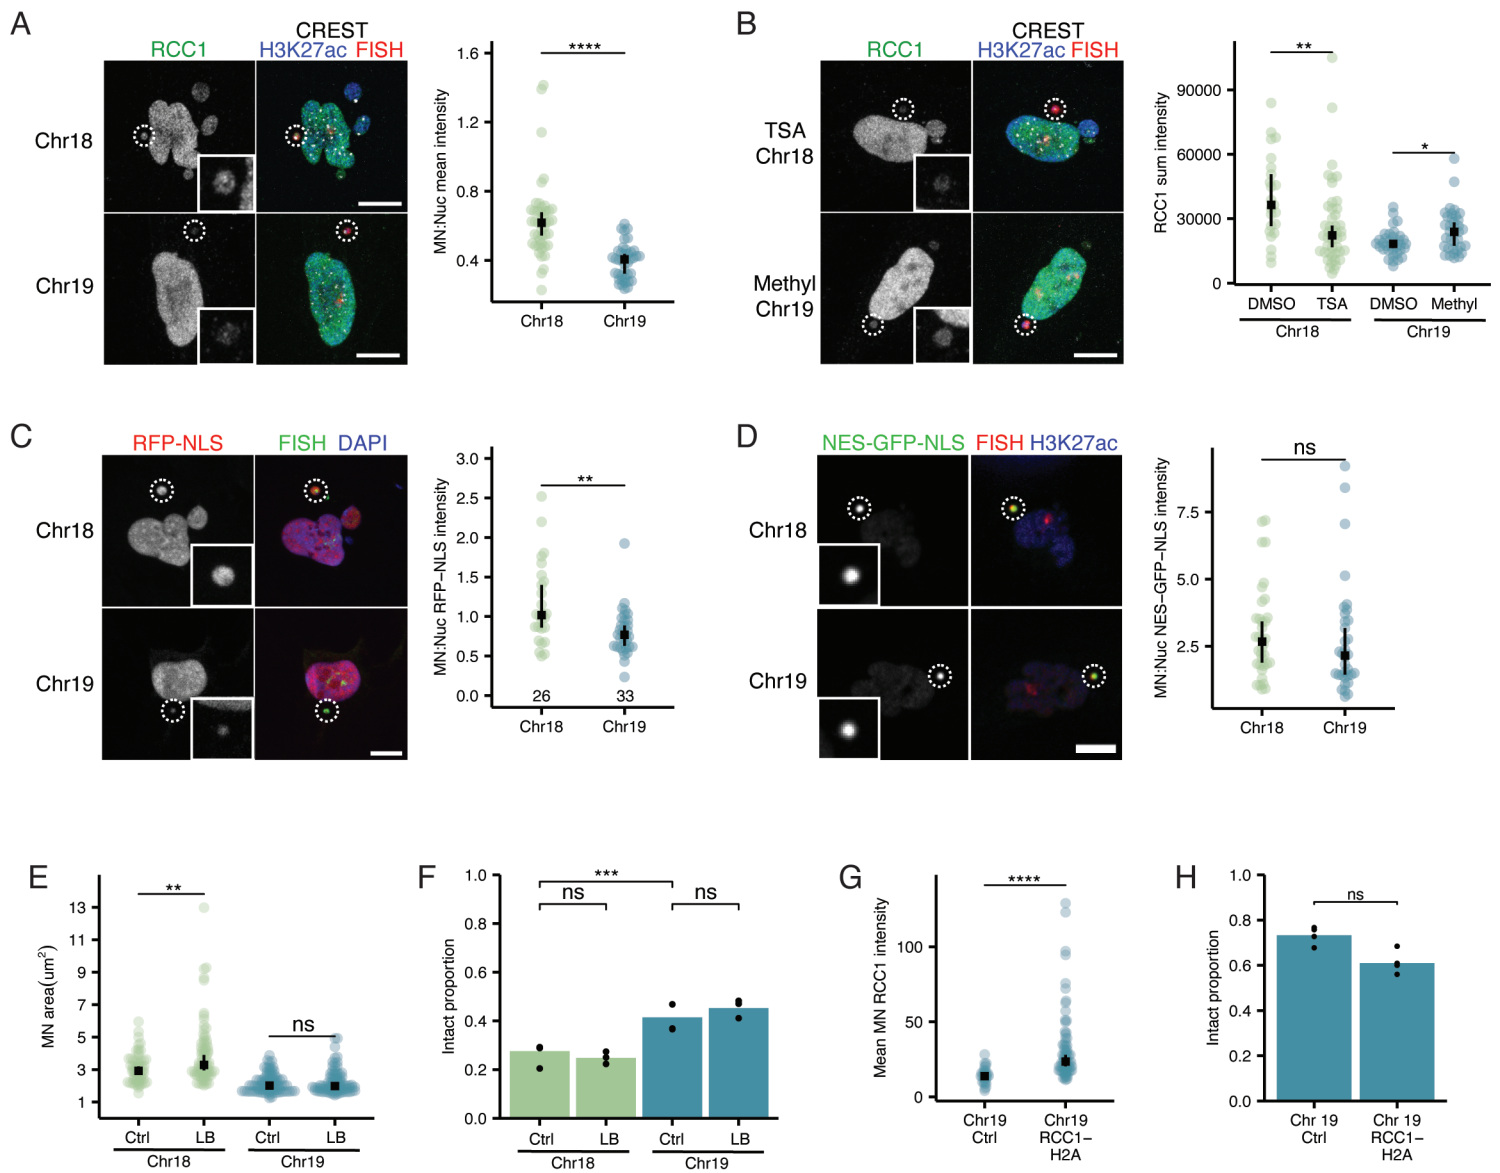 A
RCC1
CREST
H3K27ac FISH
Chr18
Chr19
MN:Nuc mean intensity
1.6
1.2
0.8
0.4
****
Chr18
Chr19
B
RCC1
CREST
H3K27ac FISH
TSA
Chr18
Methyl
Chr19
RCC1 sum intensity
90000
60000
30000
0
**
*
DMSO
TSA
DMSO
Methyl
Chr18
Chr19
C
RFP-NLS
FISH DAPI
Chr18
Chr19
MN:Nuc RFP−NLS intensity
3.0
2.5
2.0
1.5
1.0
0.5
0.0
**
26
33
Chr18
Chr19
D
NES-GFP-NLS
FISH H3K27ac
Chr18
Chr19
MN:Nuc NES−GFP−NLS intensity
7.5
5.0
2.5
ns
Chr18
Chr19
E
MN area(um²)
13
11
9
7
5
3
1
**
ns
Ctrl
LB
Ctrl
LB
Chr18
Chr19
F
Intact proportion
1.0
0.8
0.6
0.4
0.2
0.0
***
ns
ns
Ctrl
LB
Ctrl
LB
Chr18
Chr19
G
Mean MN RCC1 intensity
100
50
0
****
Chr19
Ctrl
Chr19
RCC1−
H2A
H
Intact proportion
1.0
0.8
0.6
0.4
0.2
0.0
ns
Chr 19
Ctrl
Chr 19
RCC1−
H2A